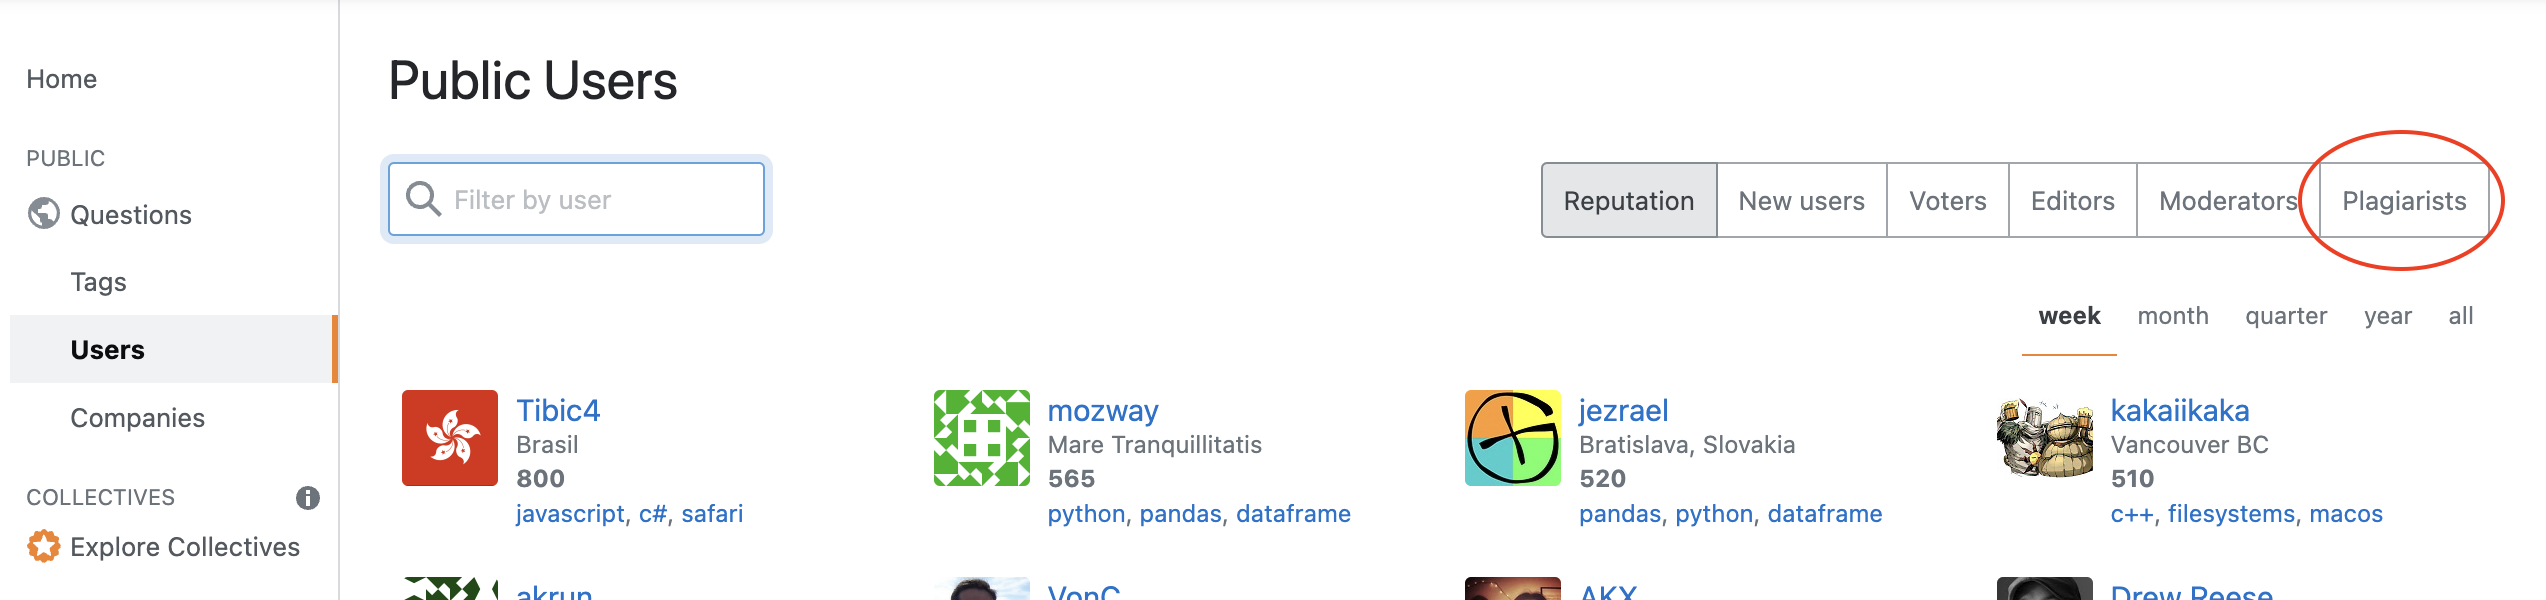 Home
PUBLIC
Questions
Tags
Users
Companies
COLLECTIVES
Explore Collectives
Public Users
Filter by user
Reputation New users Voters Editors Moderators Plagiarists
week month quarter year all
Tibic4
Brasil
800
javascript, c#, safari
mozway
Mare Tranquillitatis
565
python, pandas, dataframe
jezrael
Bratislava, Slovakia
520
pandas, python, dataframe
kakaiikaka
Vancouver BC
510
c++, filesystems, macos
akrun
VonC
AKX
Drew Reese